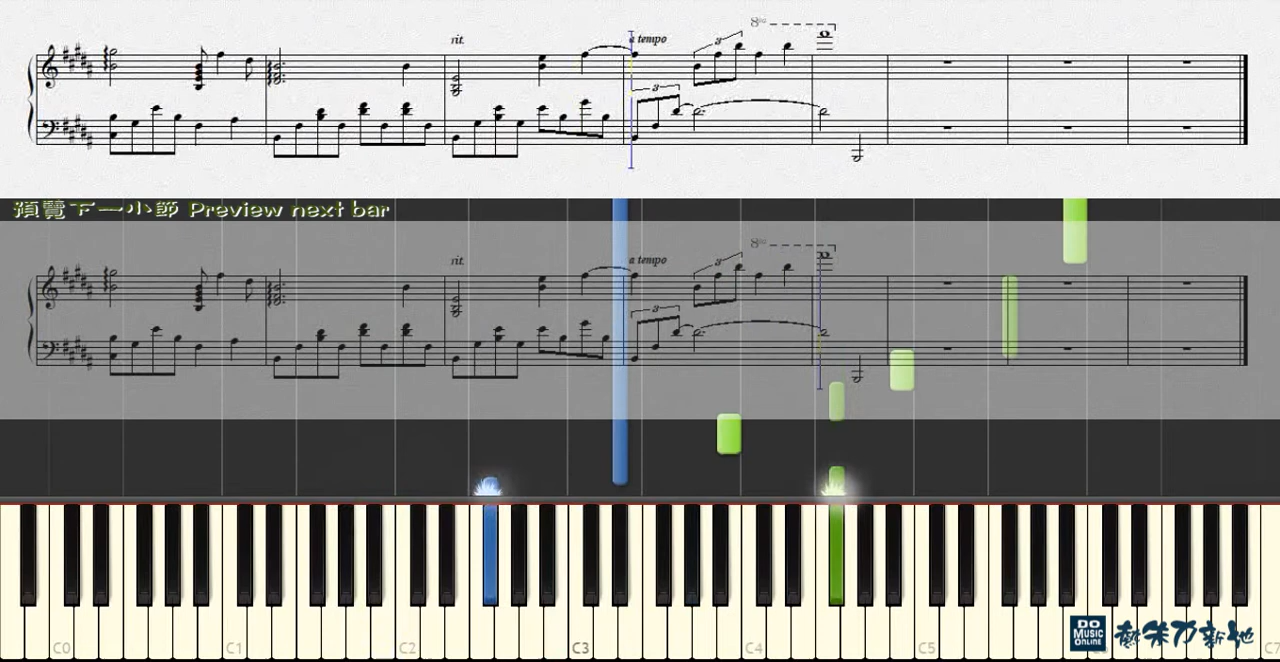 rit.
a tempo
3
8va
3
預覽下一小節 Preview next bar
rit.
a tempo
3
8va
3
C0
C1
C2
C3
C4
C5
C7
DO
MUSIC
ONLINE